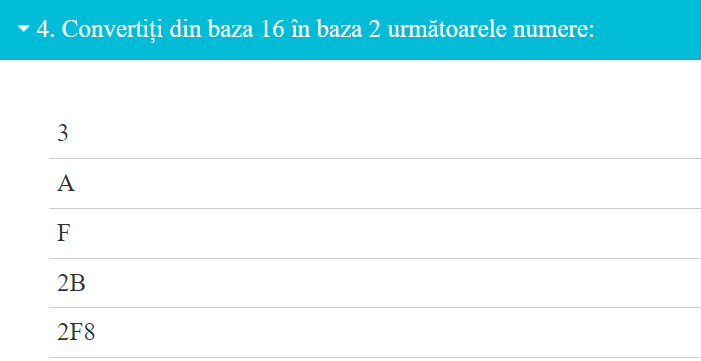 4. Convertiți din baza 16 în baza 2 următoarele numere:
3
A
F
2B
2F8